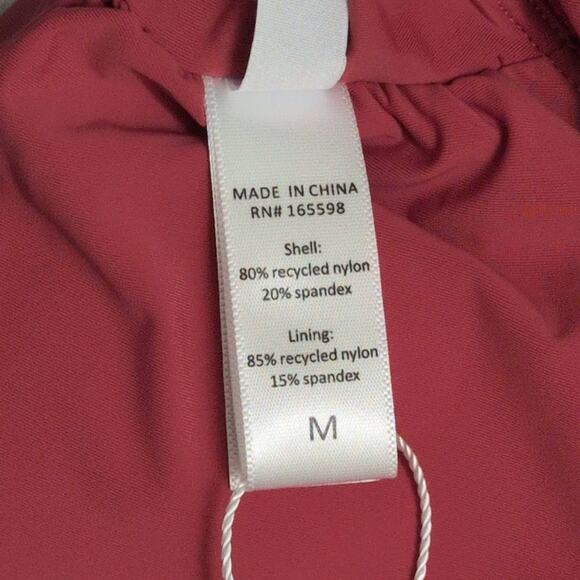 MADE IN CHINA
RN# 165598
Shell:
80% recycled nylon
20% spandex
Lining:
85% recycled nylon
15% spandex
M